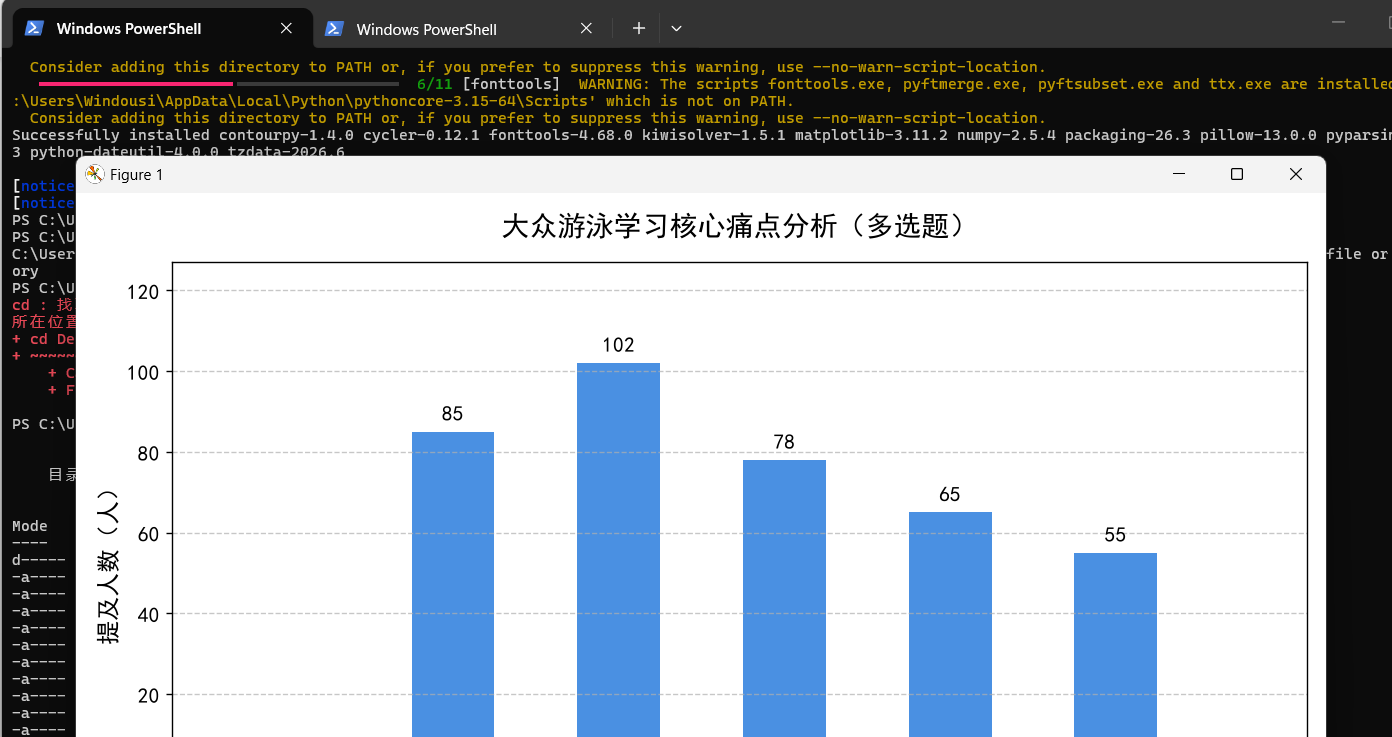 Windows PowerShell
Windows PowerShell
Consider adding this directory to PATH or, if you prefer to suppress this warning, use --no-warn-script-location.
6/11 [fonttools] WARNING: The scripts fonttools.exe, pyftmerge.exe, pyftsubset.exe and ttx.exe are installed
:\Users\Windousi\AppData\Local\Python\pythoncore-3.15-64\Scripts' which is not on PATH.
Consider adding this directory to PATH or, if you prefer to suppress this warning, use --no-warn-script-location.
Successfully installed contourpy-1.4.0 cycler-0.12.1 fonttools-4.68.0 kiwisolver-1.5.1 matplotlib-3.11.2 numpy-2.5.4 packaging-26.3 pillow-13.0.0 pyparsin
3 python-dateutil-4.0.0 tzdata-2026.6
[notice
[notice
PS C:\U
PS C:\U
C:\User
file or
ory
PS C:\U
cd : 找
所在位置
+ cd De
+ ~~~~~
+ C
+ F
PS C:\U
目录
Mode
----
d-----
-a----
-a----
-a----
-a----
-a----
-a----
-a----
-a----
-a----
-a----
Figure 1
大众游泳学习核心痛点分析（多选题）
提及人数（人）
120
100
80
60
40
20
85
102
78
65
55